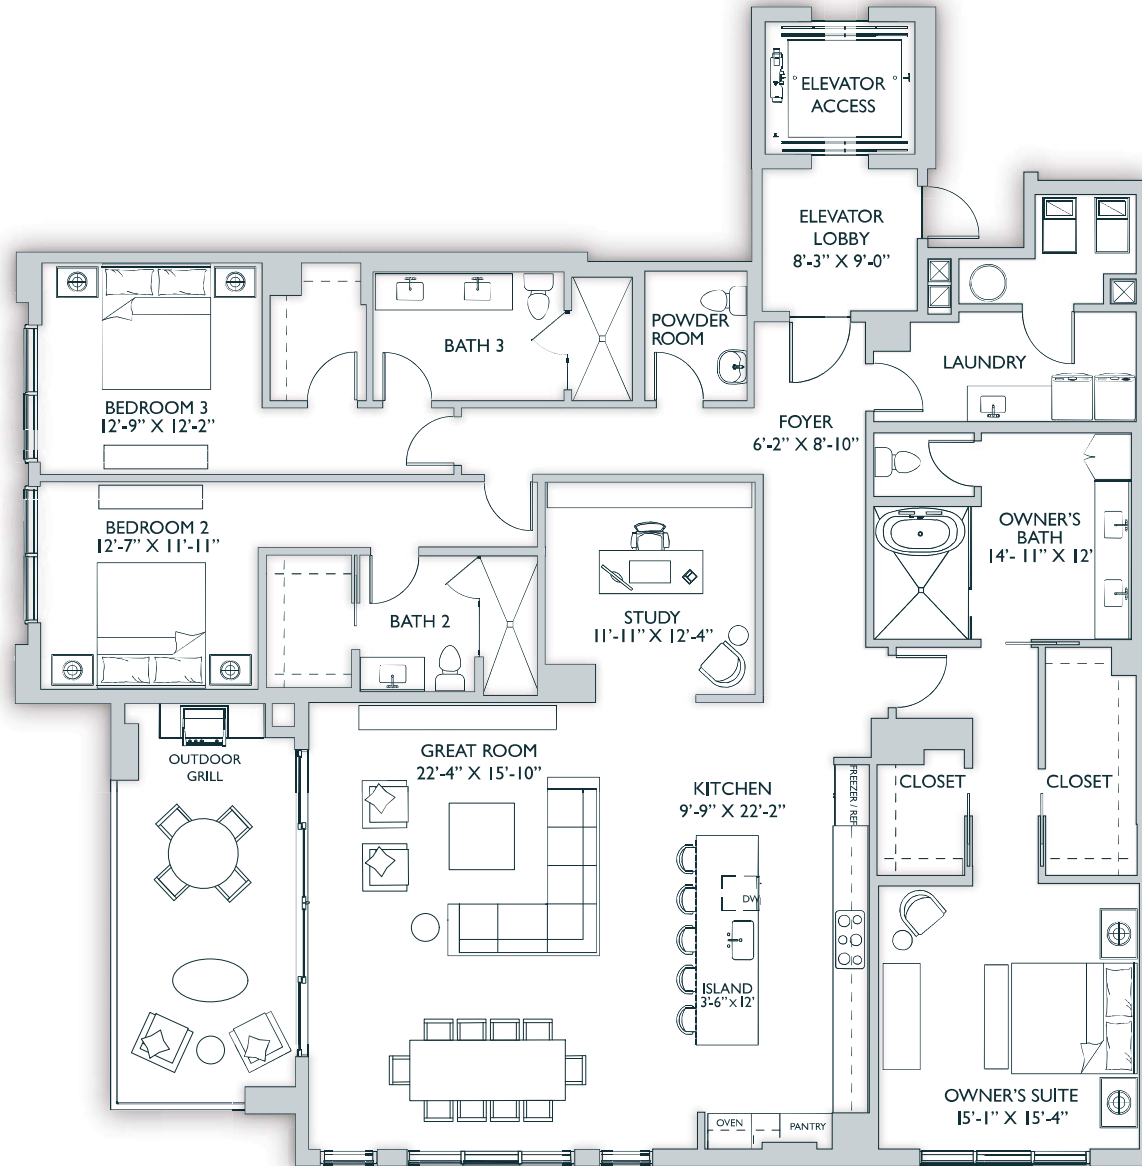 ELEVATOR
ACCESS
ELEVATOR
LOBBY
8'-3" X 9'-0"
POWDER
ROOM
BATH 3
LAUNDRY
BEDROOM 3
12'-9" X 12'-2"
FOYER
6'-2" X 8'-10"
BEDROOM 2
12'-7" X 11'-11"
OWNER'S
BATH
14'- 11" X 12'
BATH 2
STUDY
11'-11" X 12'-4"
OUTDOOR
GRILL
GREAT ROOM
22'-4" X 15'-10"
KITCHEN
9'-9" X 22'-2"
FREEZER / REF
CLOSET
CLOSET
DW
ISLAND
3'-6" x 12'
OWNER'S SUITE
15'-1" X 15'-4"
OVEN
PANTRY